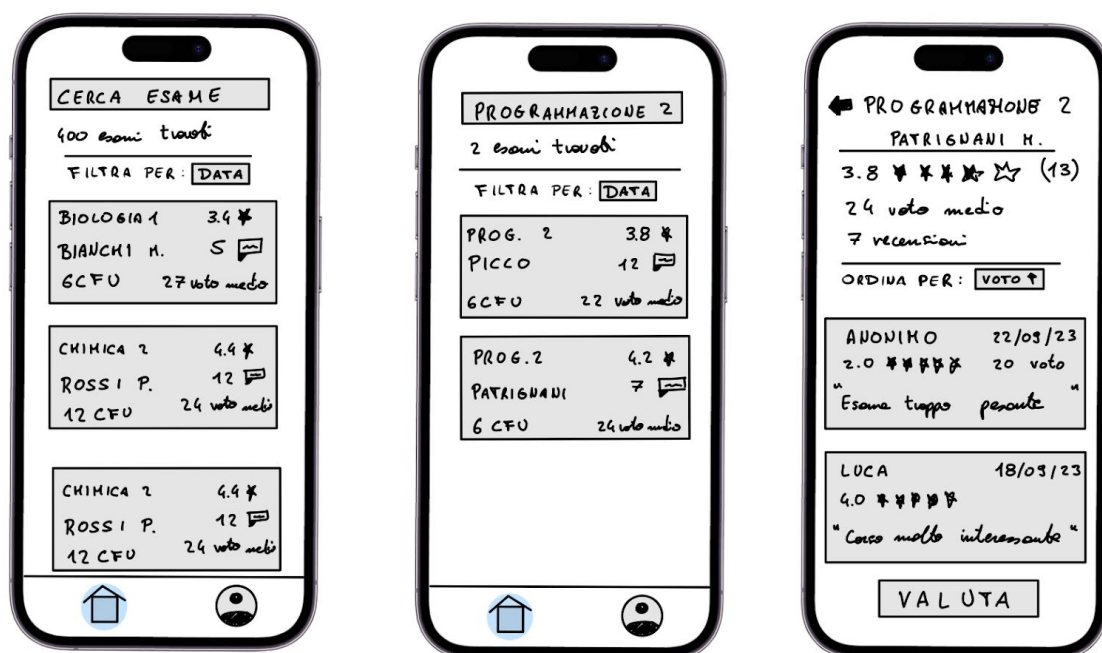 CERCA ESAME
400 esami trovati
FILTRA PER: DATA
BIOLOGIA 1 3.4
BIANCHI M. 5
6 CFU 27 voto medio
CHIMICA 2 4.4
ROSSI P. 12
12 CFU 24 voto medio
CHIMICA 2 4.4
ROSSI P. 12
12 CFU 24 voto medio
PROGRAMMAZIONE 2
2 esami trovati
FILTRA PER: DATA
PROG. 2 3.8
PICCO 12
6 CFU 22 voto medio
PROG. 2 4.2
PATRIGNANI 7
6 CFU 24 voto medio
PROGRAMMAZIONE 2
PATRIGNANI M.
3.8 (13)
24 voto medio
7 recensioni
ORDINA PER: VOTO ↑
ANONIMO 22/09/23
2.0 20 voto
"Esame troppo pesante"
LUCA 18/09/23
4.0
"Corso molto interessante"
VALUTA